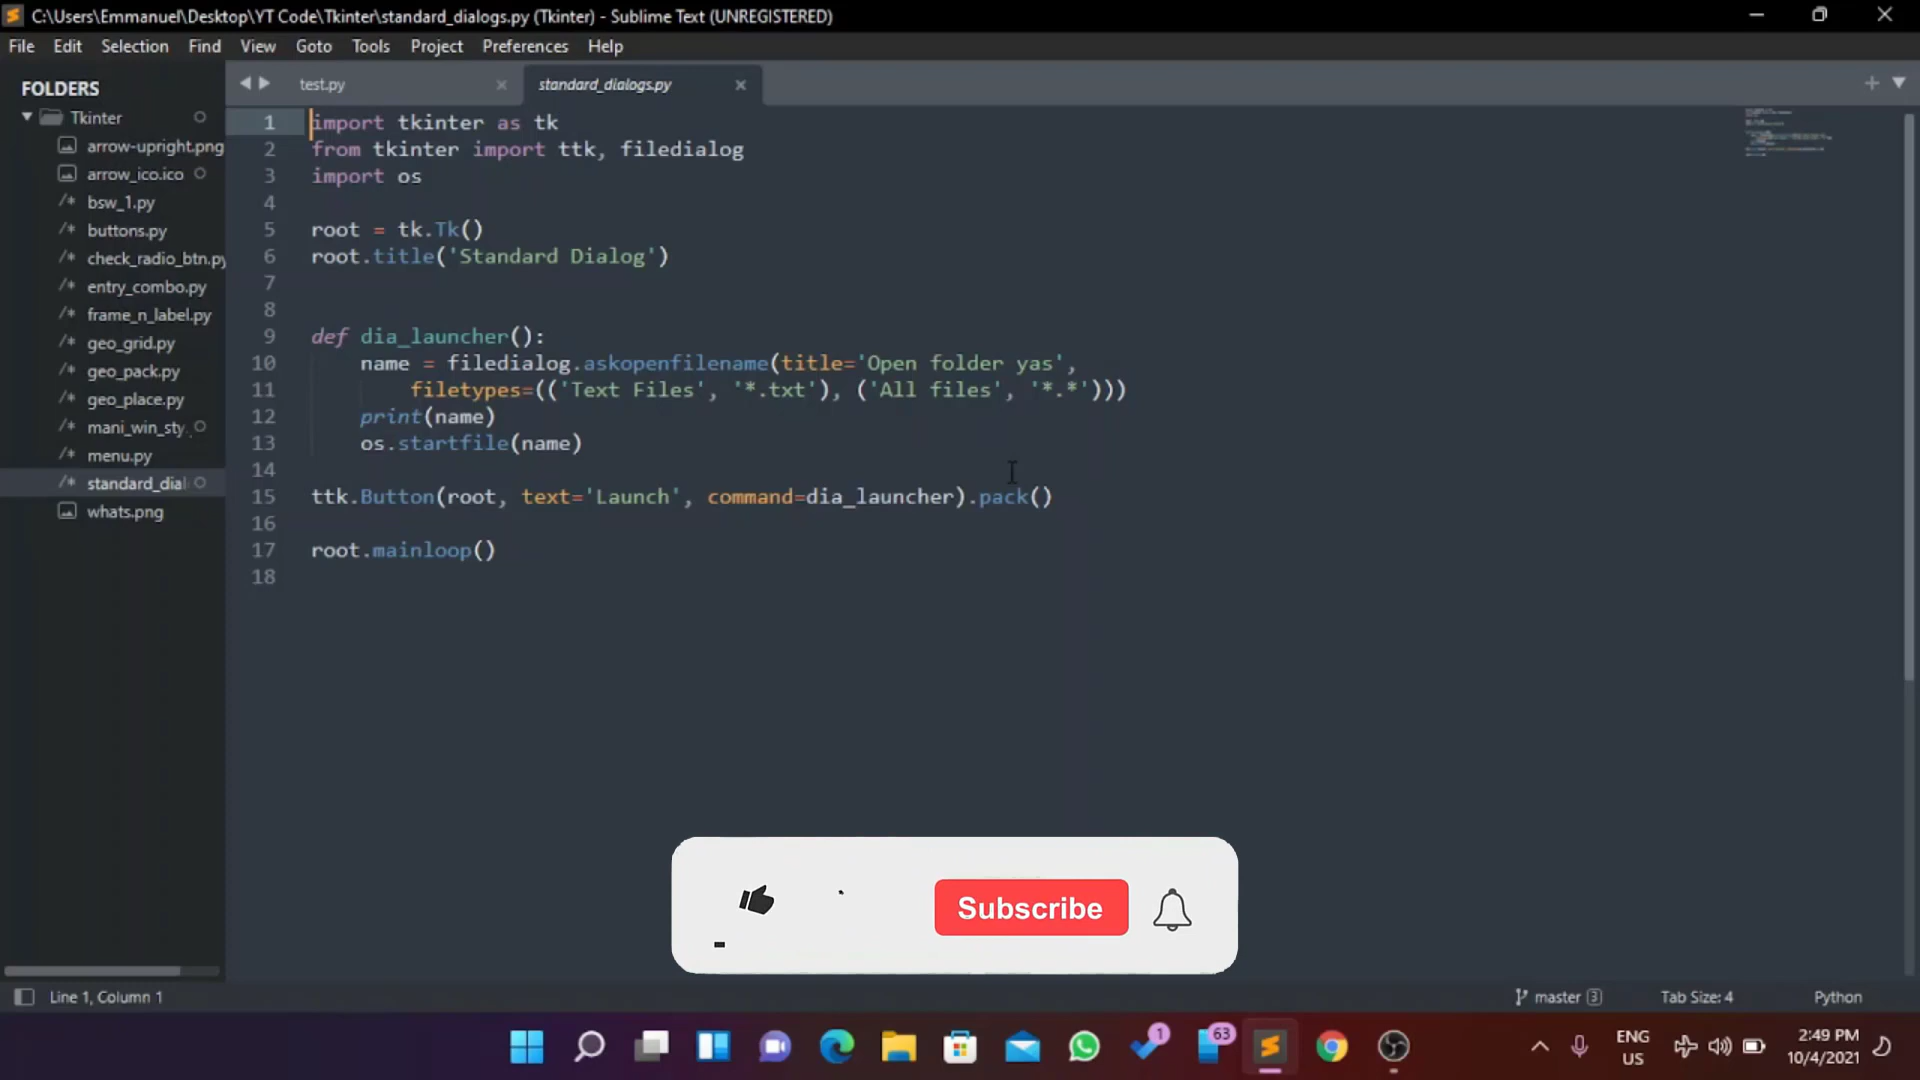 C:\Users\Emmanuel\Desktop\YT Code\Tkinter\standard_dialogs.py (Tkinter) - Sublime Text (UNREGISTERED)
File Edit Selection Find View Goto Tools Project Preferences Help
FOLDERS
Tkinter
arrow-upright.png
arrow_ico.ico
bsw_1.py
buttons.py
check_radio_btn.py
entry_combo.py
frame_n_label.py
geo_grid.py
geo_pack.py
geo_place.py
mani_win_sty.
menu.py
standard_dial
whats.png
test.py
standard_dialogs.py
1 import tkinter as tk
2 from tkinter import ttk, filedialog
3 import os
4
5 root = tk.Tk()
6 root.title('Standard Dialog')
7
8
9 def dia_launcher():
10 name = filedialog.askopenfilename(title='Open folder yas',
11 filetypes=(('Text Files', '*.txt'), ('All files', '*.*')))
12 print(name)
13 os.startfile(name)
14
15 ttk.Button(root, text='Launch', command=dia_launcher).pack()
16
17 root.mainloop()
18
Subscribe
Line 1, Column 1
master 3
Tab Size: 4
Python
1
63
ENG
US
2:49 PM
10/4/2021